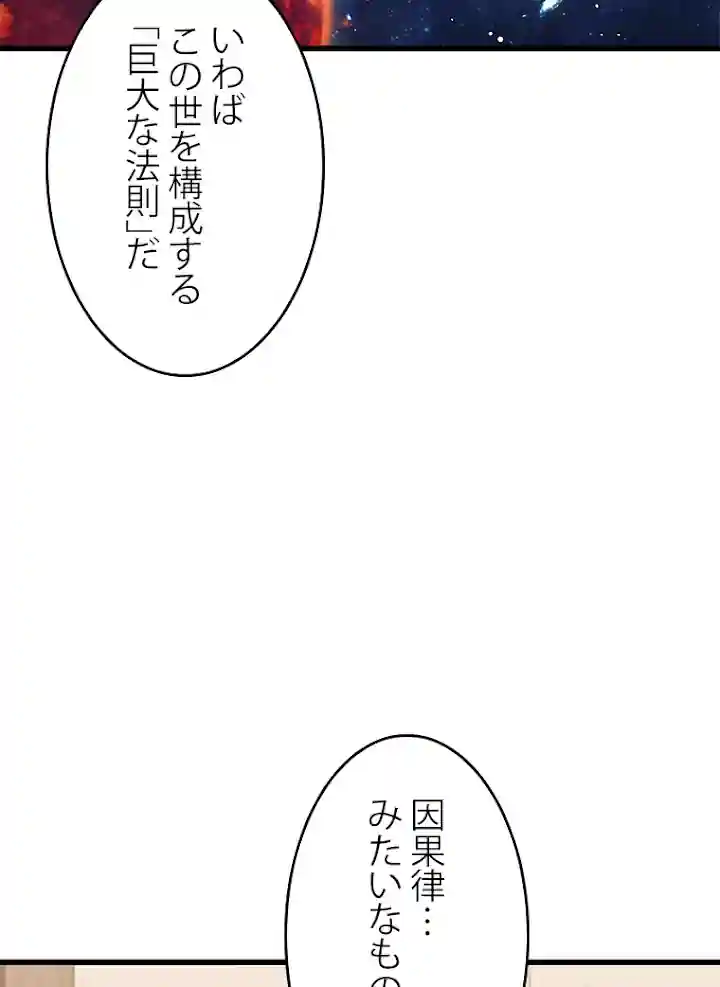 いわば
この世を構成する
「巨大な法則」だ
因果律…
みたいなもの